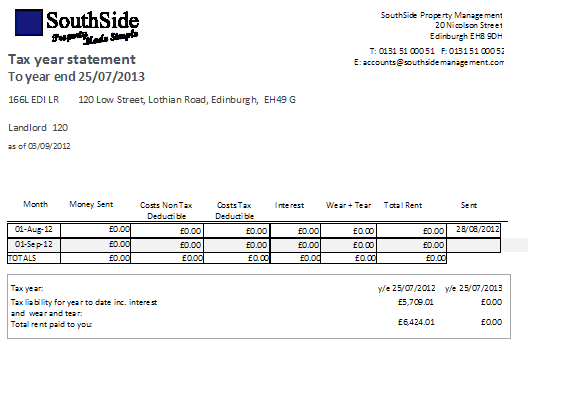 SouthSide
Property Made Simple
SouthSide Property Management
20 Nicolson Street
Edinburgh EH8 9DH
T: 0131 51 000 51 F: 0131 51 000 52
E: accounts@southsidemanagement.com
Tax year statement
To year end 25/07/2013
166L EDI LR 120 Low Street, Lothian Road, Edinburgh, EH49 G
Landlord 120
as of 03/09/2012
Month Money Sent Costs Non Tax Deductible Costs Tax Deductible Interest Wear + Tear Total Rent Sent
01-Aug-12 £0.00 £0.00 £0.00 £0.00 £0.00 £0.00 28/08/2012
01-Sep-12 £0.00 £0.00 £0.00 £0.00 £0.00 £0.00
TOTALS £0.00 £0.00 £0.00 £0.00 £0.00 £0.00
Tax year: y/e 25/07/2012 y/e 25/07/2013
Tax liability for year to date inc. interest £5,709.01 £0.00
and wear and tear:
Total rent paid to you: £6,424.01 £0.00